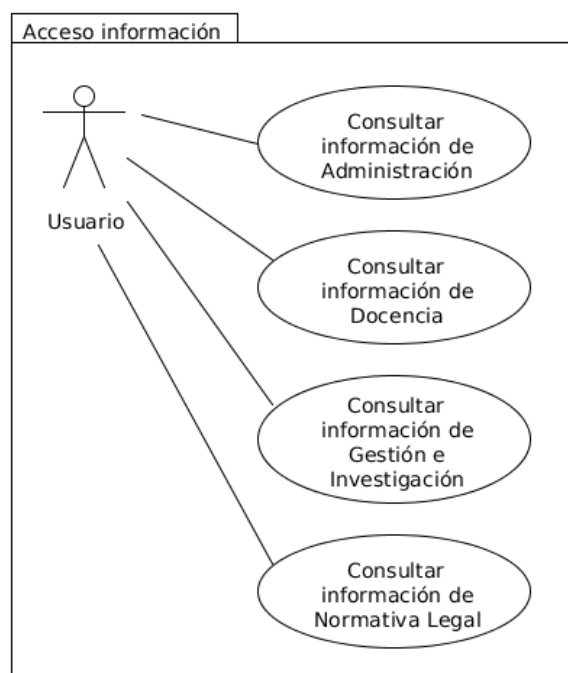 Acceso información
Consultar
información de
Administración
Usuario
Consultar
información de
Docencia
Consultar
información de
Gestión e
Investigación
Consultar
información de
Normativa Legal